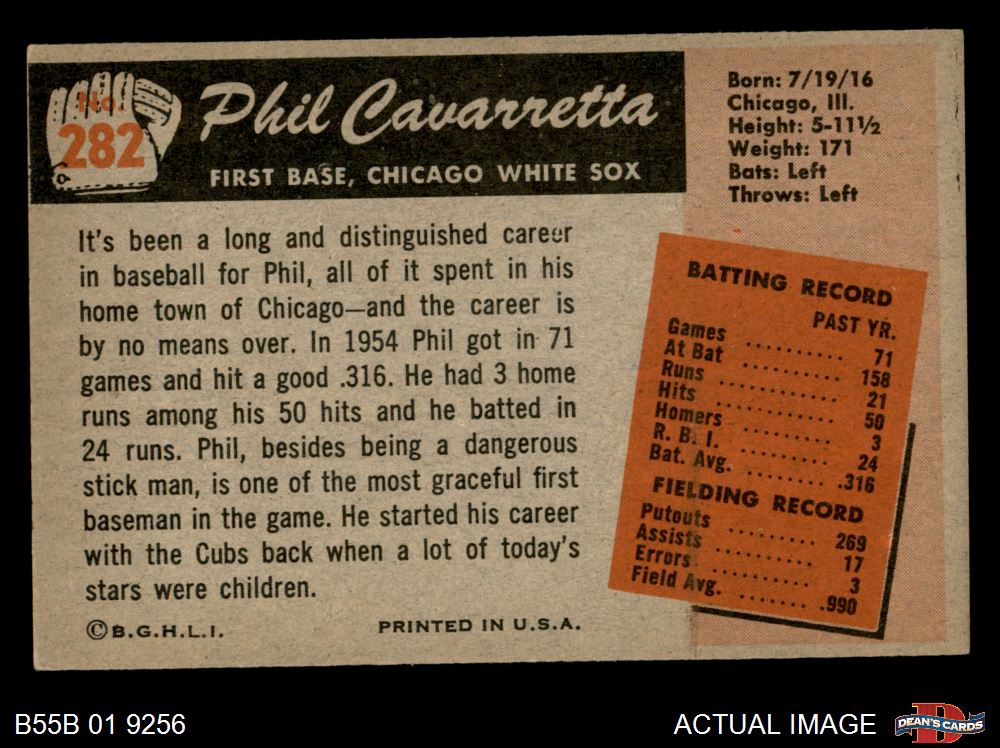 No.
282
Phil Cavarretta
FIRST BASE, CHICAGO WHITE SOX
Born: 7/19/16
Chicago, Ill.
Height: 5-11½
Weight: 171
Bats: Left
Throws: Left
It's been a long and distinguished career
in baseball for Phil, all of it spent in his
home town of Chicago—and the career is
by no means over. In 1954 Phil got in 71
games and hit a good .316. He had 3 home
runs among his 50 hits and he batted in
24 runs. Phil, besides being a dangerous
stick man, is one of the most graceful first
baseman in the game. He started his career
with the Cubs back when a lot of today's
stars were children.
©B.G.H.L.I. PRINTED IN U.S.A.
BATTING RECORD
PAST YR.
Games .......... 71
At Bat .......... 158
Runs .......... 21
Hits .......... 50
Homers .......... 3
R. B. I. .......... 24
Bat. Avg. .......... .316
FIELDING RECORD
Putouts .......... 269
Assists .......... 17
Errors .......... 3
Field Avg. ....... .990
B55B 01 9256
ACTUAL IMAGE
D
DEAN'S CARDS